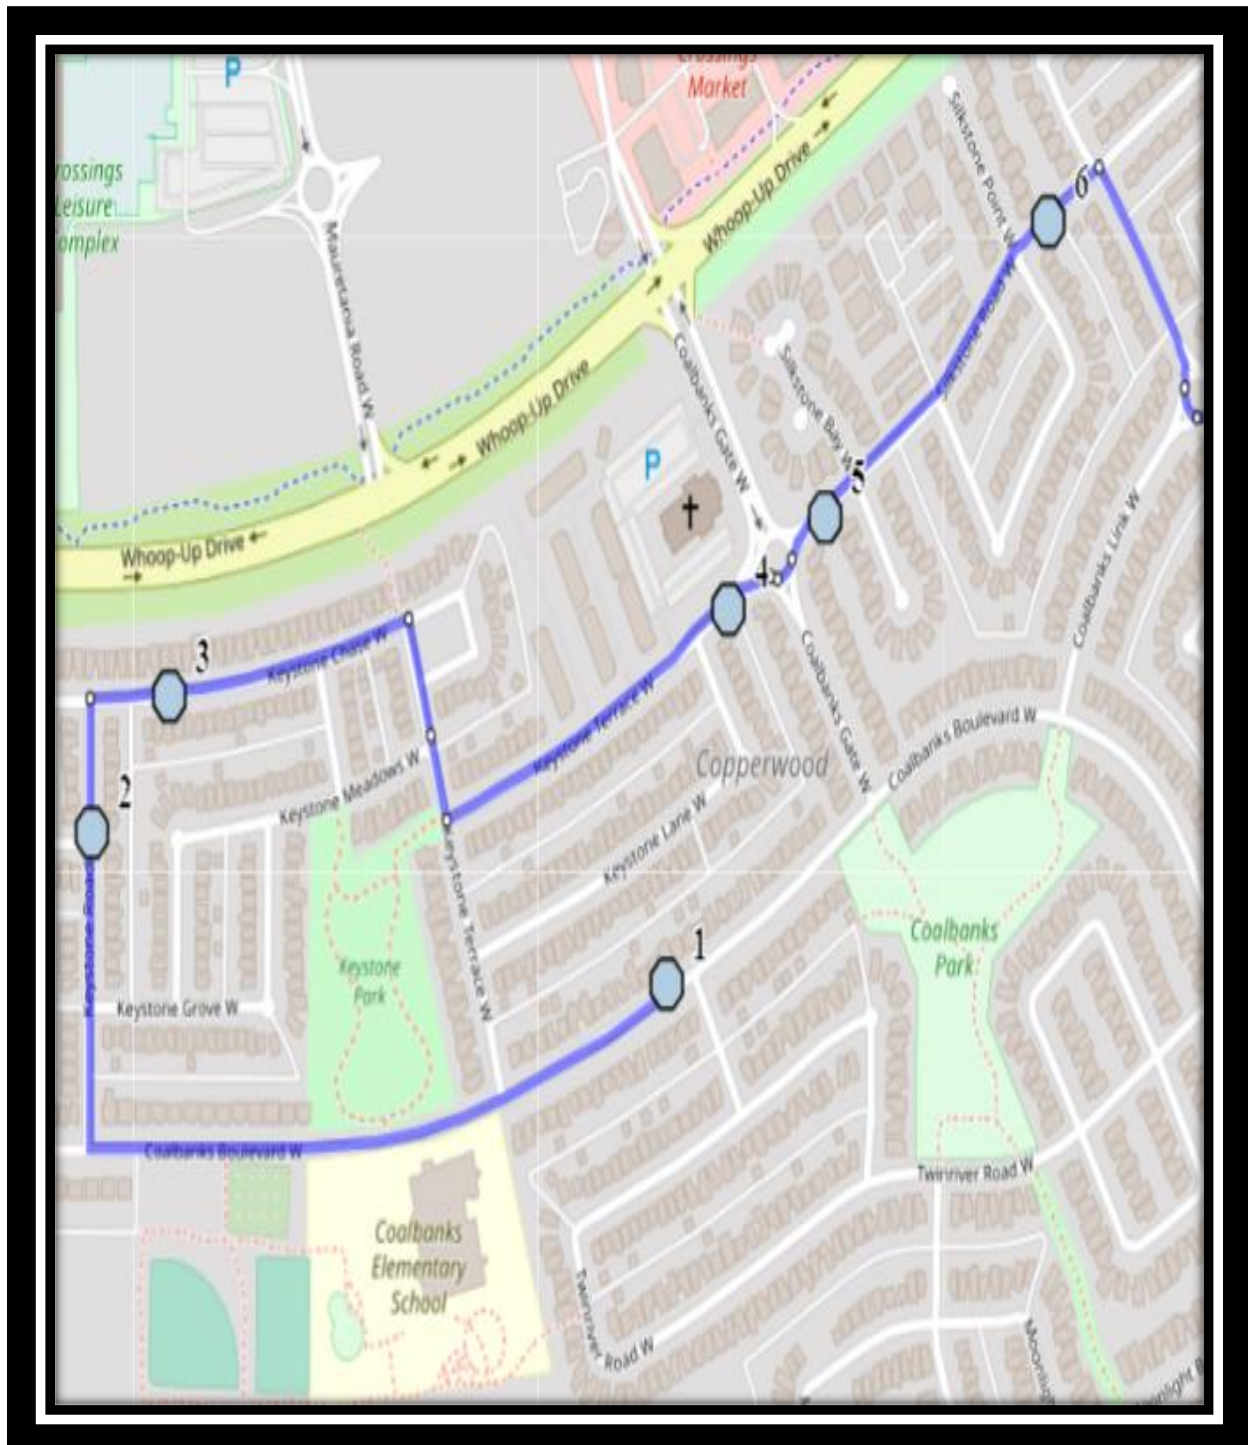 P
Crossings
Market
rossings
Leisure
omplex
Silkstone Point W
6
Whoop-Up Drive
Mauretania Road W
Coalbanks Gate W
Silkstone Bay W
Silkstone Road W
Whoop-Up Drive
P
5
Whoop-Up Drive
4
Coalbanks Link W
3
Keystone Chase W
Coalbanks Gate W
Keystone Terrace W
Coalbanks Boulevard W
Copperwood
2
Keystone Meadows W
Keystone Lane W
Keystone Terrace W
Keystone Road
1
Coalbanks
Park
Keystone
Park
Keystone Grove W
Coalbanks Boulevard W
Twinriver Road W
Coalbanks
Elementary
School
Twinriver Road W